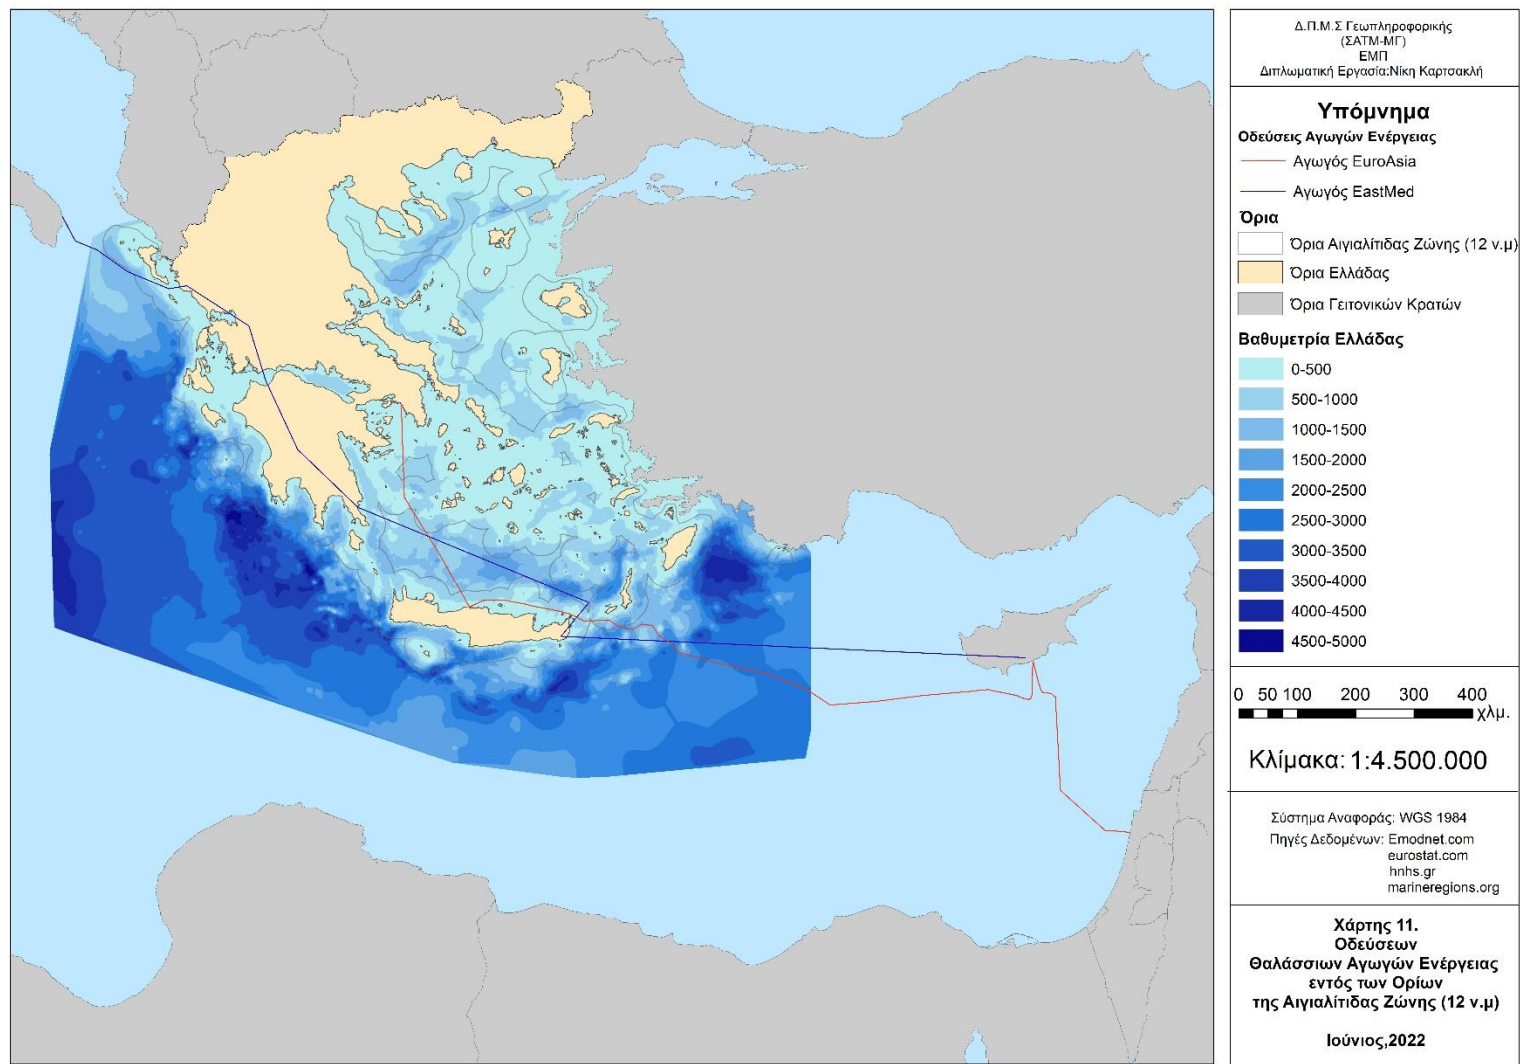 Δ.Π.Μ.Σ Γεωπληροφορικής
(ΣΑΤΜ-ΜΓ)
ΕΜΠ
Διπλωματική Εργασία:Νίκη Καρτσακλή
Υπόμνημα
Οδεύσεις Αγωγών Ενέργειας
Αγωγός EuroAsia
Αγωγός EastMed
Όρια
Όρια Αιγιαλίτιδας Ζώνης (12 ν.μ)
Όρια Ελλάδας
Όρια Γειτονικών Κρατών
Βαθυμετρία Ελλάδας
0-500
500-1000
1000-1500
1500-2000
2000-2500
2500-3000
3000-3500
3500-4000
4000-4500
4500-5000
0 50 100 200 300 400
χλμ.
Κλίμακα: 1:4.500.000
Σύστημα Αναφοράς: WGS 1984
Πηγές Δεδομένων: Emodnet.com
eurostat.com
hnhs.gr
marineregions.org
Χάρτης 11.
Οδεύσεων
Θαλάσσιων Αγωγών Ενέργειας
εντός των Ορίων
της Αιγιαλίτιδας Ζώνης (12 ν.μ)
Ιούνιος,2022